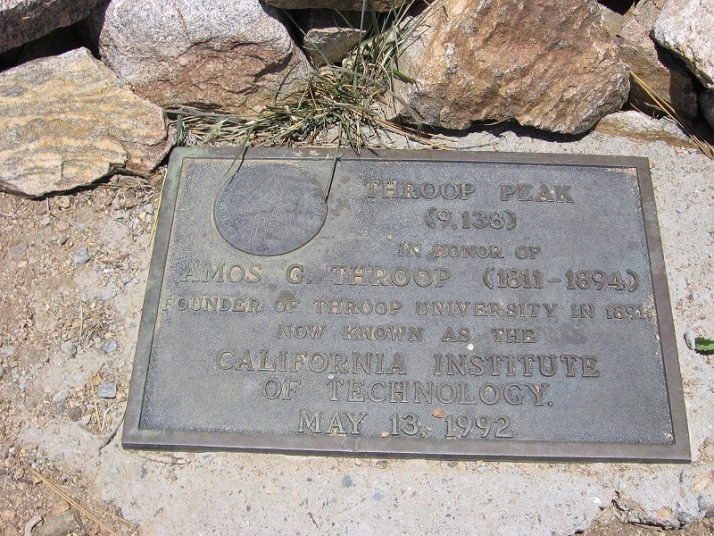 THROOP PEAK
(9,138)
IN HONOR OF
AMOS G. THROOP (1811-1894)
FOUNDER OF THROOP UNIVERSITY IN 1891,
NOW KNOWN AS THE
CALIFORNIA INSTITUTE
OF TECHNOLOGY.
MAY 13, 1992